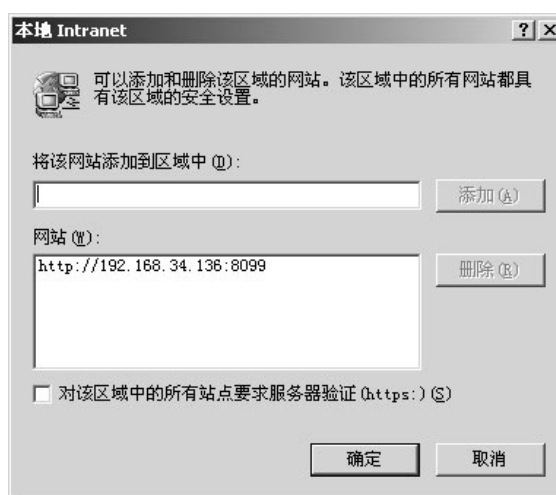 本地 Intranet
可以添加和删除该区域的网站。该区域中的所有网站都具
有该区域的安全设置。
将该网站添加到区域中(D):
添加(A)
网站(W):
http://192.168.34.136:8099
删除(R)
对该区域中的所有站点要求服务器验证(https:)(S)
确定
取消